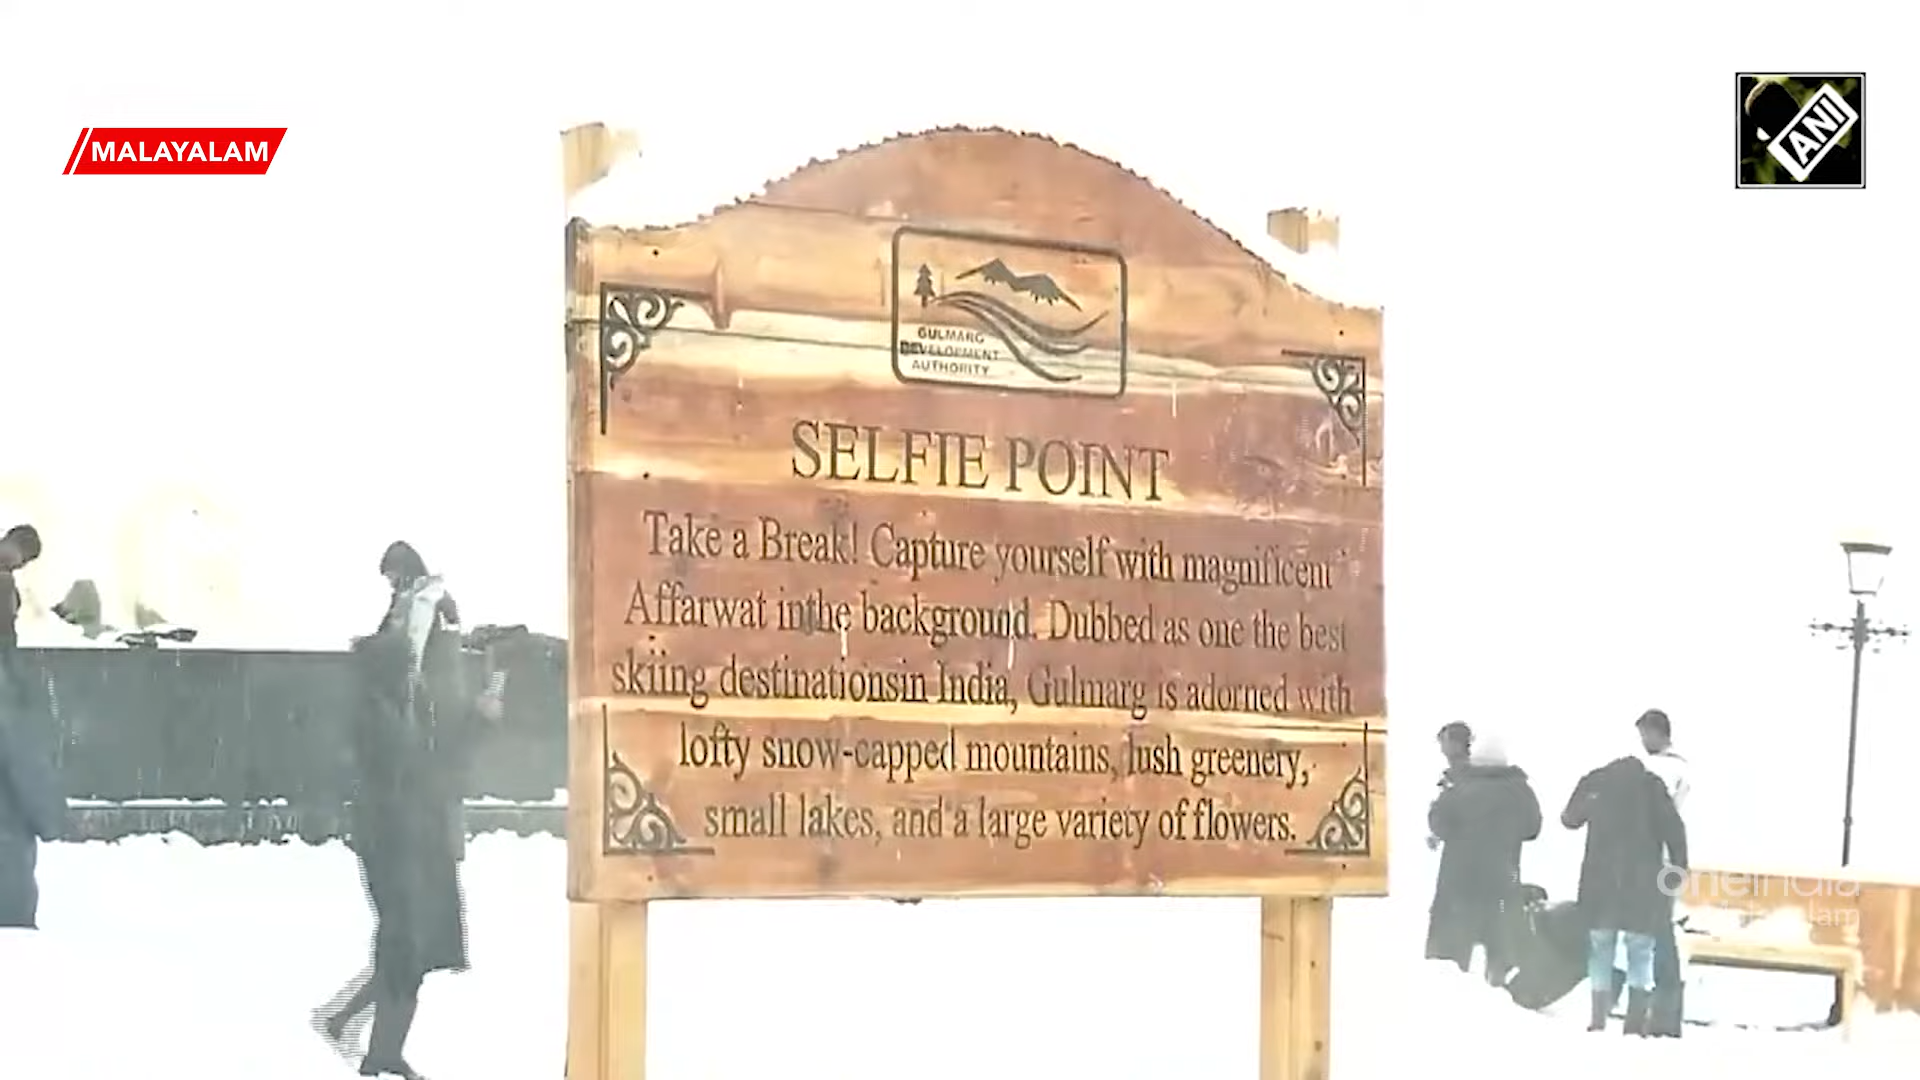 MALAYALAM
ANI
GULMARG
DEVELOPMENT
AUTHORITY
SELFIE POINT
Take a Break! Capture yourself with magnificent
Affarwat inthe background. Dubbed as one the best
skiing destinationsin India, Gulmarg is adorned with
lofty snow-capped mountains, lush greenery,
small lakes, and a large variety of flowers.
oneindia
malayalam